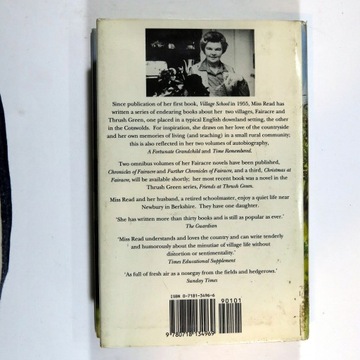 Since publication of her first book, Village School in 1955, Miss Read has
written a series of endearing books about her two villages, Fairacre and
Thrush Green, one placed in a typical English downland setting, the other
in the Cotswolds. For inspiration, she draws on her love of the countryside
and her own memories of living (and teaching) in a small rural community;
this is also reflected in her two volumes of autobiography,
A Fortunate Grandchild and Time Remembered.
Two omnibus volumes of her Fairacre novels have been published,
Chronicles of Fairacre and Further Chronicles of Fairacre, and a third, Christmas at
Fairacre, will be available shortly; her most recent book was a novel in the
Thrush Green series, Friends at Thrush Green.
Miss Read and her husband, a retired schoolmaster, enjoy a quiet life near
Newbury in Berkshire. They have one daughter.
'She has written more than thirty books and is still as popular as ever.'
The Guardian
'Miss Read understands and loves the country and can write tenderly
and humorously about the minutiae of village life without
distortion or sentimentality.'
Times Educational Supplement
'As full of fresh air as a nosegay from the fields and hedgerows.'
Sunday Times
ISBN 0-7181-3496-6
90101
9 780718 134969